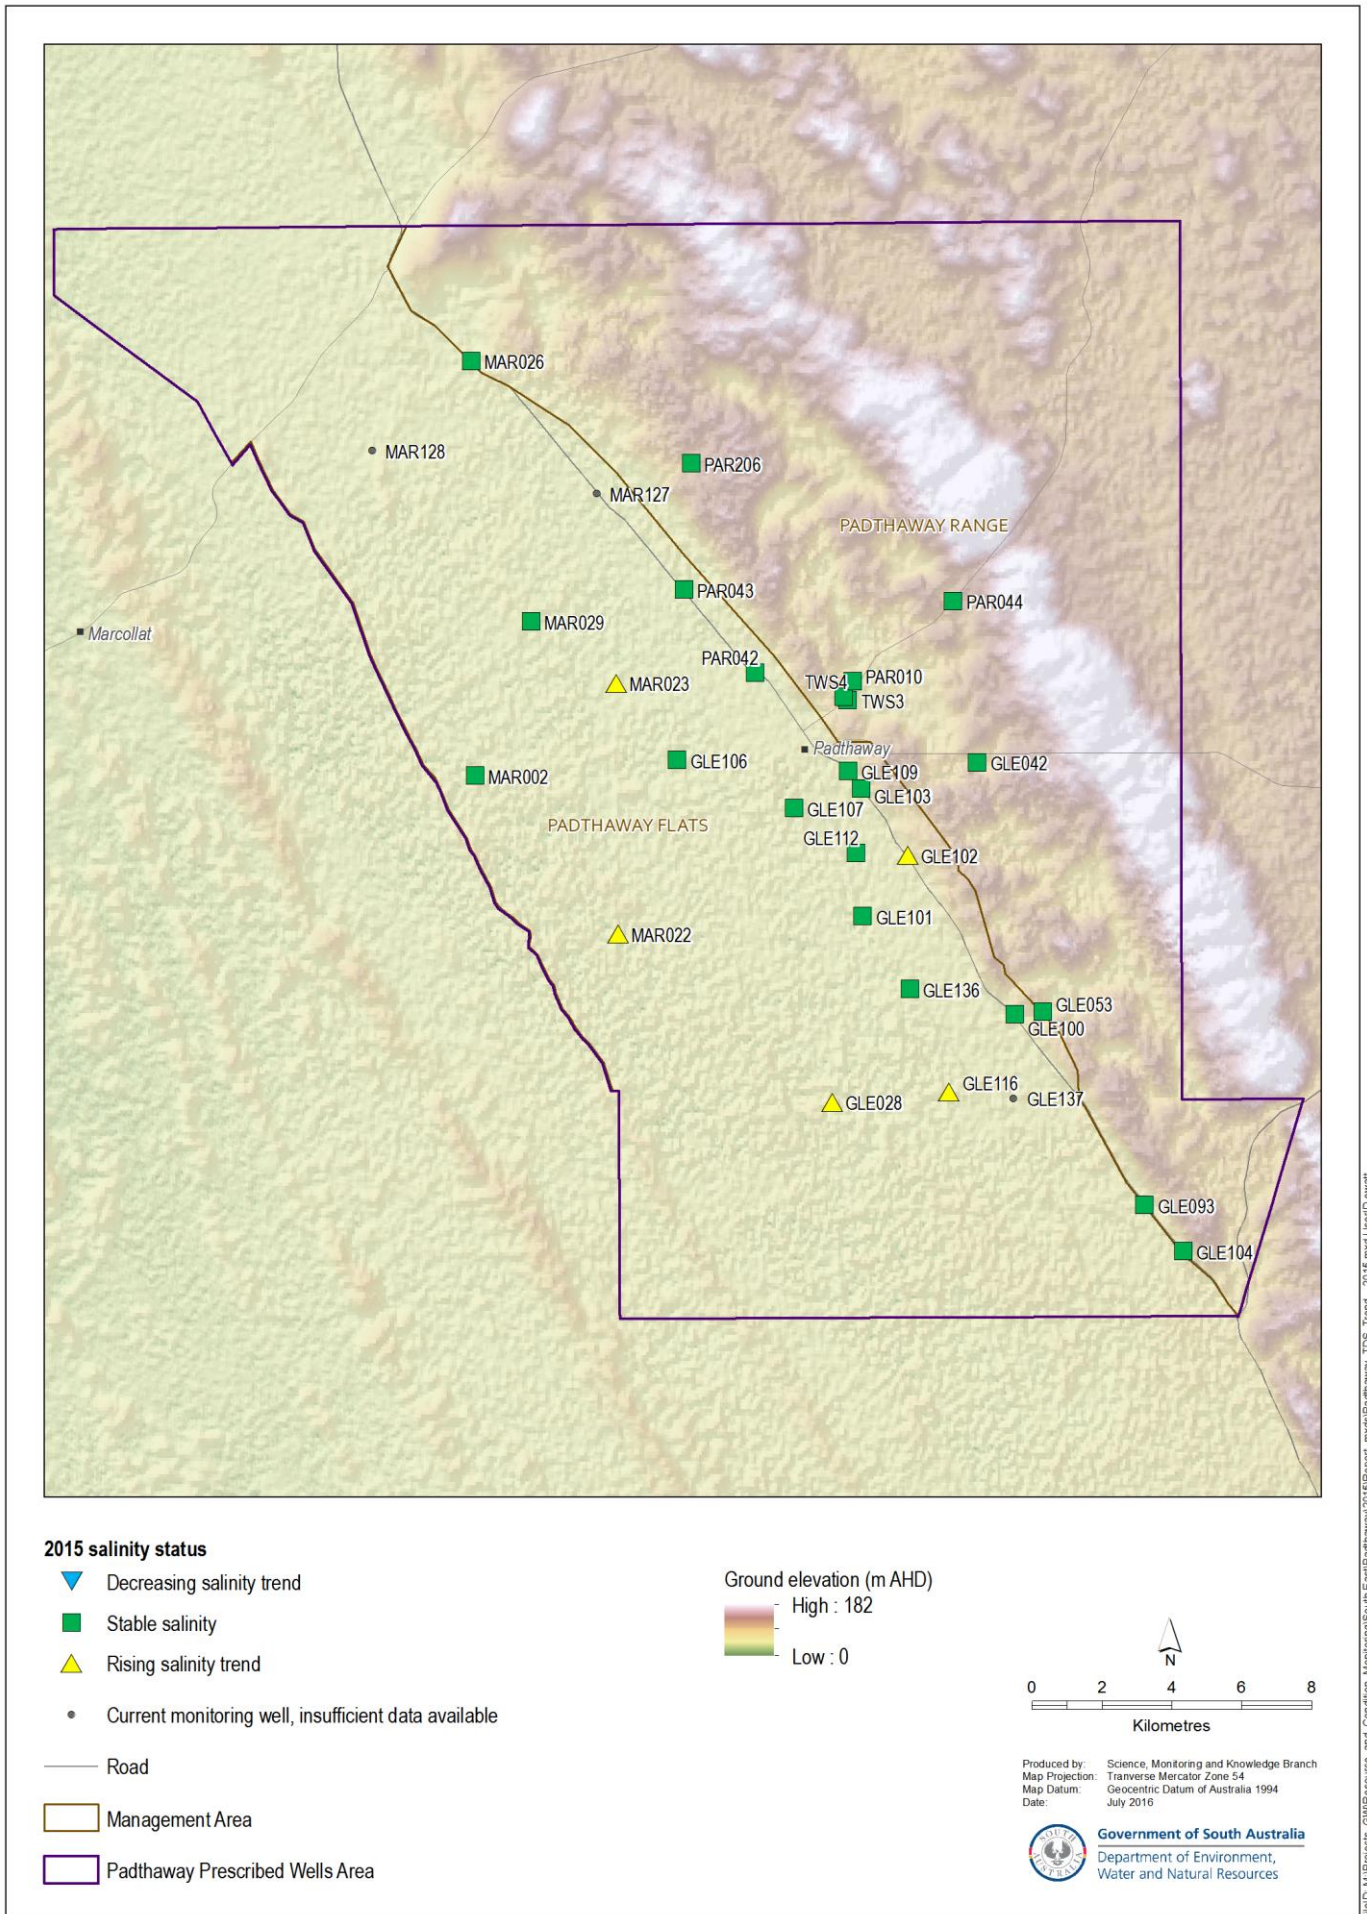 MAR026
MAR128
PAR206
MAR127
PADTHAWAY RANGE
PAR043
PAR044
MAR029
Marcollat
PAR042
PAR010
TWS4
MAR023
TWS3
Padthaway
GLE106
GLE042
GLE109
MAR002
GLE103
GLE107
PADTHAWAY FLATS
GLE112
GLE102
GLE101
MAR022
GLE136
GLE053
GLE100
GLE116
GLE028
GLE137
GLE093
GLE104
2015 salinity status
Decreasing salinity trend
Stable salinity
Rising salinity trend
Current monitoring well, insufficient data available
Road
Management Area
Padthaway Prescribed Wells Area
Ground elevation (m AHD)
High : 182
Low : 0
N
0 2 4 6 8
Kilometres
Produced by: Science, Monitoring and Knowledge Branch
Map Projection: Tranverse Mercator Zone 54
Map Datum: Geocentric Datum of Australia 1994
Date: July 2016
SOUTH AUSTRALIA
Government of South Australia
Department of Environment,
Water and Natural Resources